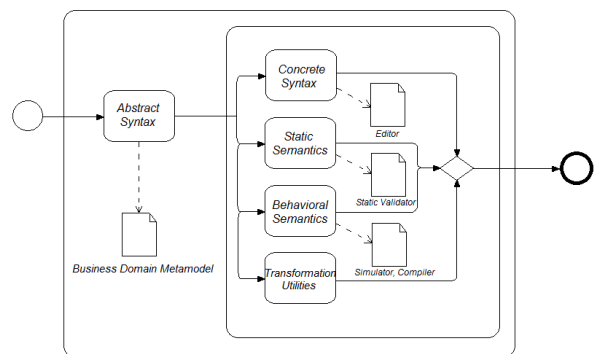 Concrete
Syntax
Abstract
Syntax
Editor
Static
Semantics
Static Validator
Behavioral
Semantics
Business Domain Metamodel
Transformation
Utilities
Simulator, Compiler